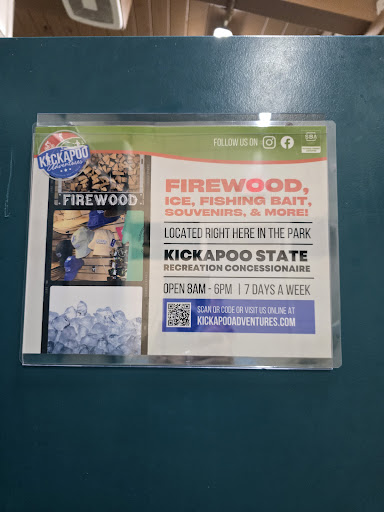 FOLLOW US ON
KICKAPOO
Adventures
FIREWOOD
FIREWOOD,
ICE, FISHING BAIT,
SOUVENIRS, & MORE!
LOCATED RIGHT HERE IN THE PARK
KICKAPOO STATE
RECREATION CONCESSIONAIRE
OPEN 8AM - 6PM | 7 DAYS A WEEK
SCAN QR CODE OR VISIT US ONLINE AT
KICKAPOOADVENTURES.COM